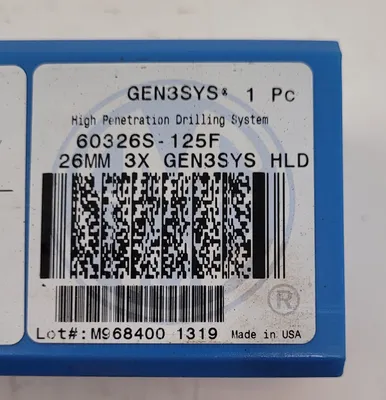 GEN3SYS® 1 Pc
High Penetration Drilling System
60326S-125F
26MM 3X GEN3SYS HLD
®
Lot#: M968400 1319 Made in USA